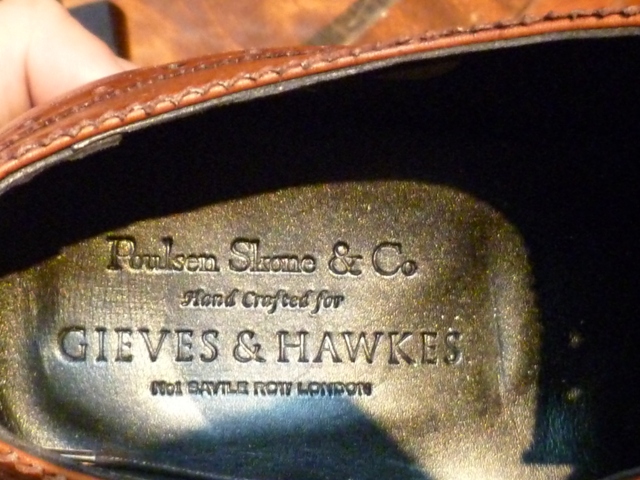 Poulsen Skone & Co
Hand Crafted for
GIEVES & HAWKES
No1 SAVILE ROW LONDON